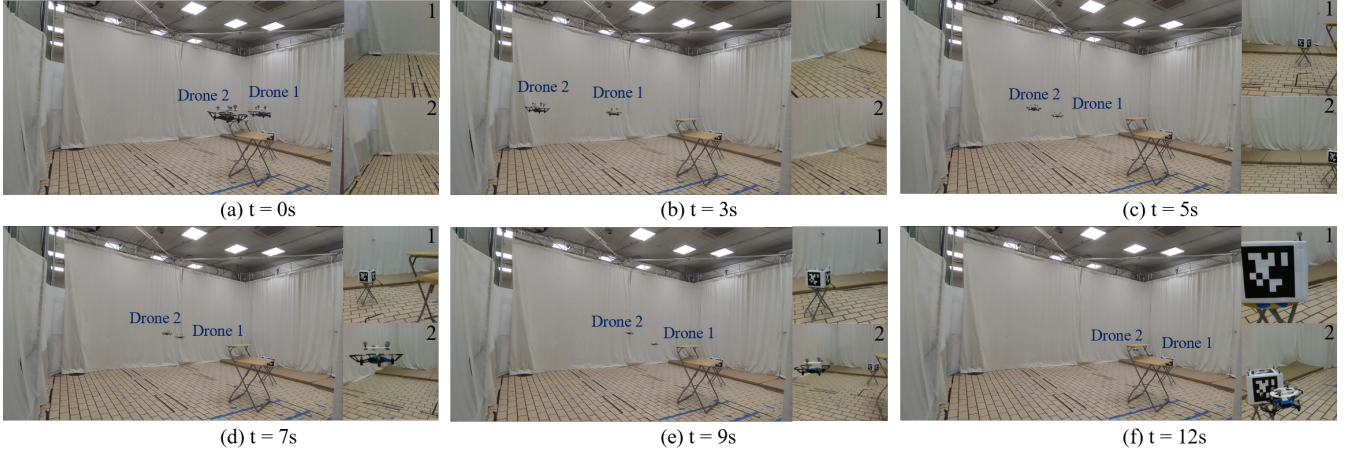 Drone 2
Drone 1
1
2
(a) t = 0s
Drone 2
Drone 1
1
2
(b) t = 3s
Drone 2
Drone 1
1
2
(c) t = 5s
Drone 2
Drone 1
1
2
(d) t = 7s
Drone 2
Drone 1
1
2
(e) t = 9s
Drone 2
Drone 1
1
2
(f) t = 12s